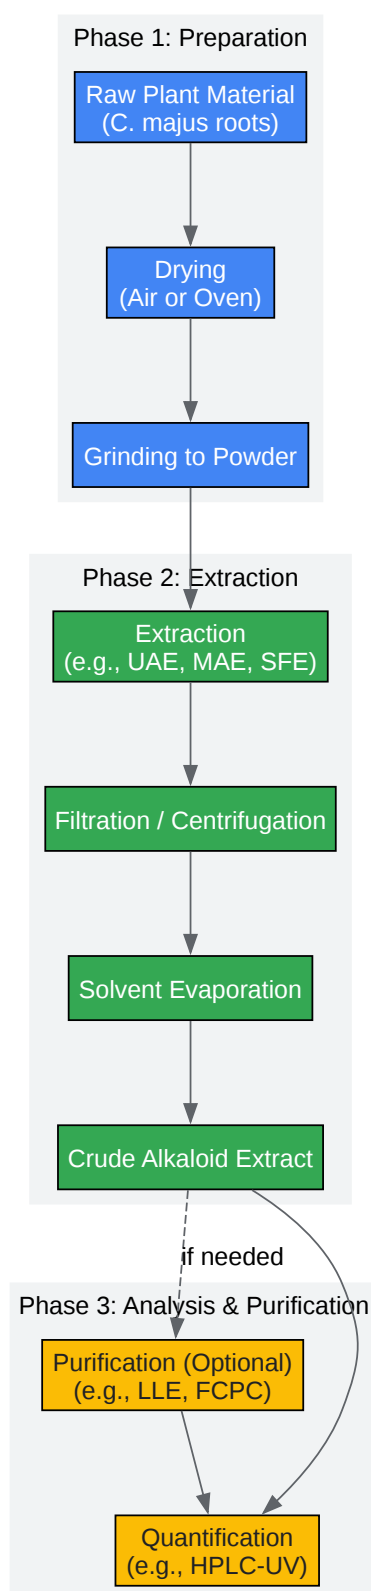 Phase 1: Preparation
Raw Plant Material
(C. majus roots)
Drying
(Air or Oven)
Grinding to Powder
Phase 2: Extraction
Extraction
(e.g., UAE, MAE, SFE)
Filtration / Centrifugation
Solvent Evaporation
Crude Alkaloid Extract
if needed
Phase 3: Analysis & Purification
Purification (Optional)
(e.g., LLE, FCPC)
Quantification
(e.g., HPLC-UV)